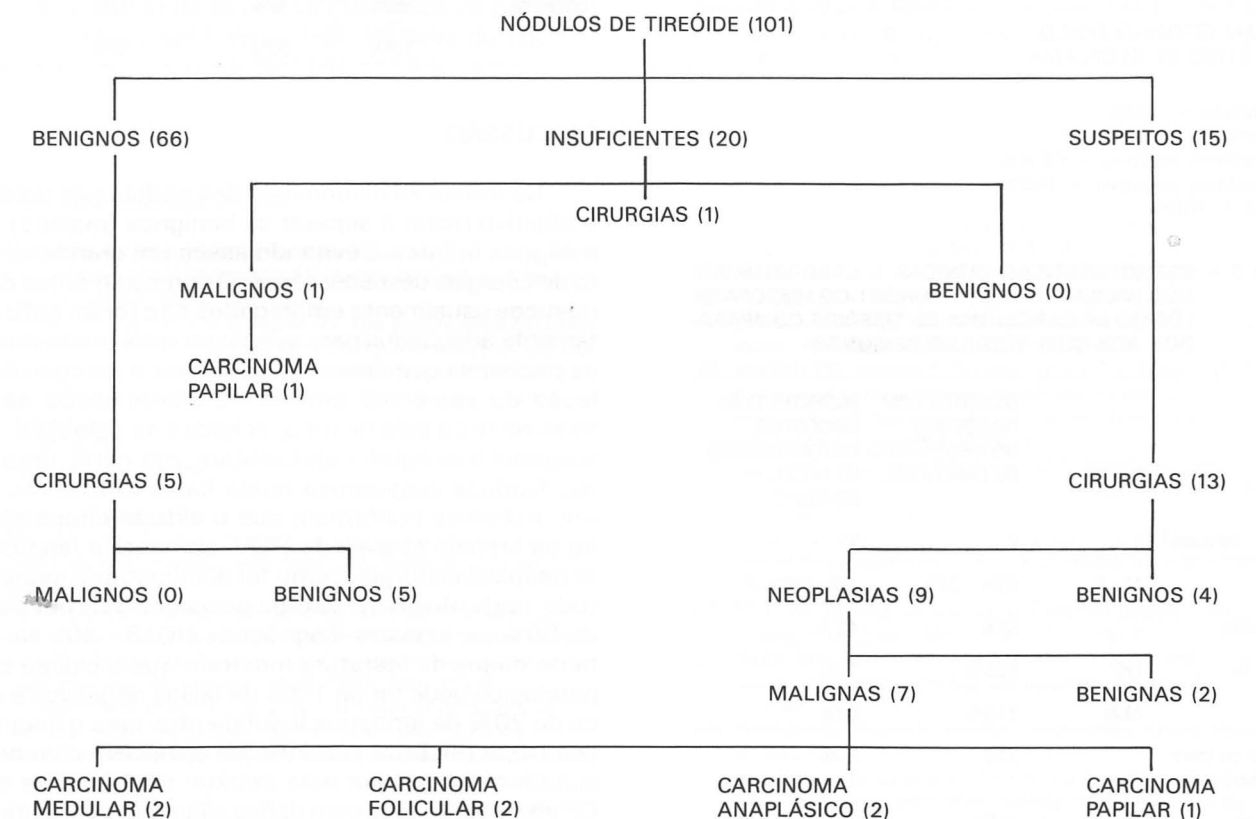 NÓDULOS DE TIREÓIDE (101)
BENIGNOS (66)
INSUFICIENTES (20)
SUSPEITOS (15)
CIRURGIAS (1)
MALIGNOS (1)
BENIGNOS (0)
CARCINOMA
PAPILAR (1)
CIRURGIAS (5)
CIRURGIAS (13)
MALIGNOS (0)
BENIGNOS (5)
NEOPLASIAS (9)
BENIGNOS (4)
MALIGNAS (7)
BENIGNAS (2)
CARCINOMA
MEDULAR (2)
CARCINOMA
FOLICULAR (2)
CARCINOMA
ANAPLÁSICO (2)
CARCINOMA
PAPILAR (1)